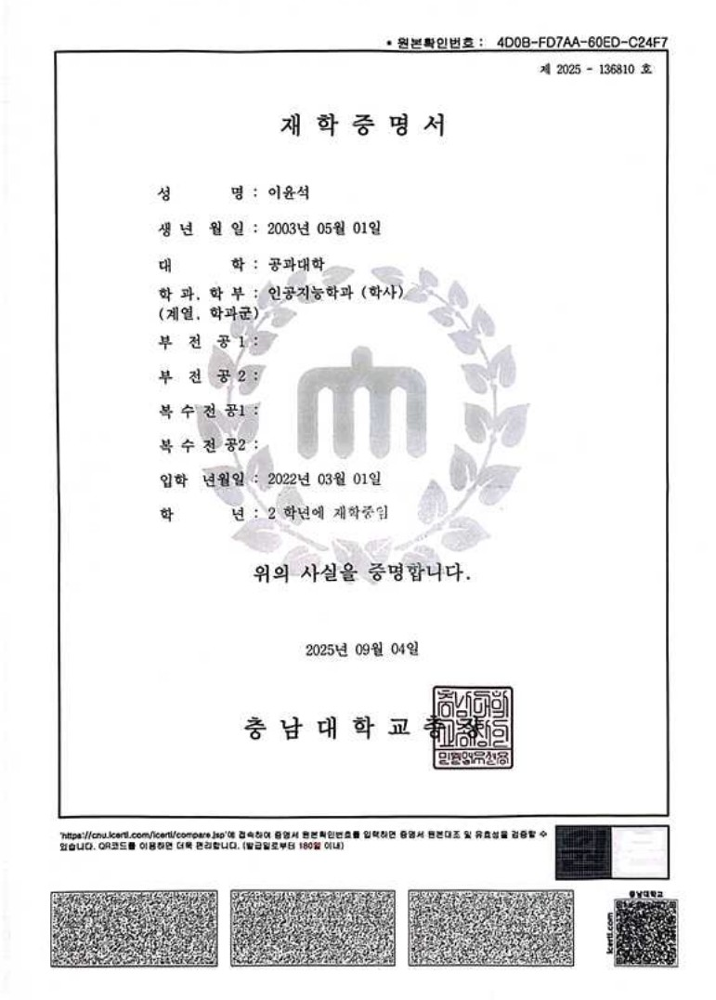 * 원본확인번호 : 4D0B-FD7AA-60ED-C24F7
제 2025 - 136810 호
재 학 증 명 서
성 명 : 이윤석
생 년 월 일 : 2003년 05월 01일
대 학 : 공과대학
학 과, 학 부 : 인공지능학과 (학사)
(계열, 학과군)
부 전 공 1 :
부 전 공 2 :
복 수 전 공1 :
복 수 전 공2 :
입학 년월일 : 2022년 03월 01일
학 년 : 2 학년에 재학중임
위의 사실을 증명합니다.
2025년 09월 04일
충 남 대 학 교 총 장
'https://cnu.icerti.com/icerti/compare.jsp'에 접속하여 증명서 원본확인번호를 입력하면 증명서 원본대조 및 유효성을 검증할 수
있습니다. QR코드를 이용하면 더욱 편리합니다. (발급일로부터 180일 이내)
충남대학교
icerti.com